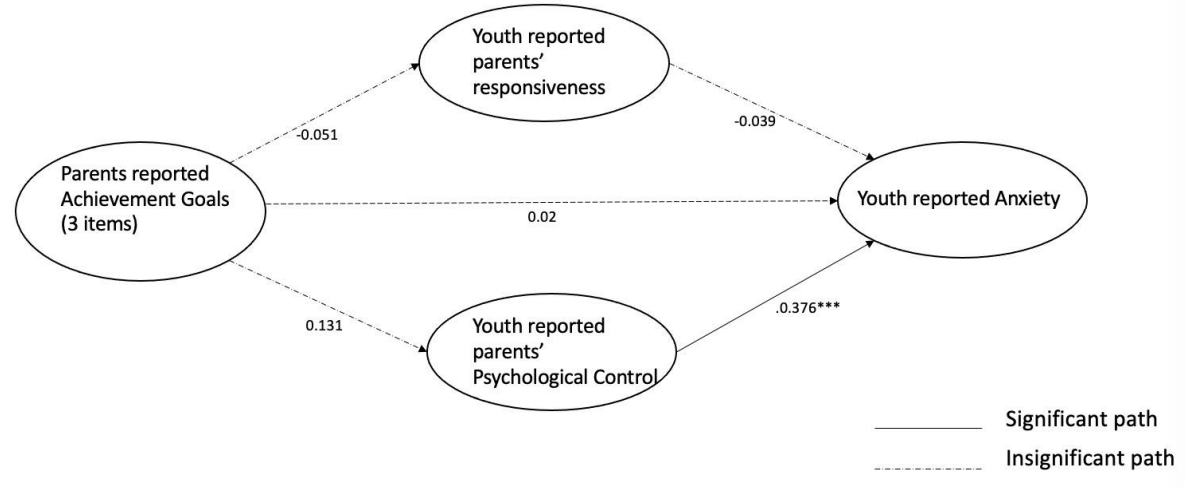 Youth reported
parents'
responsiveness
-0.051
-0.039
Parents reported
Achievement Goals
(3 items)
Youth reported Anxiety
0.02
0.131
Youth reported
parents'
Psychological Control
.0.376***
Significant path
Insignificant path